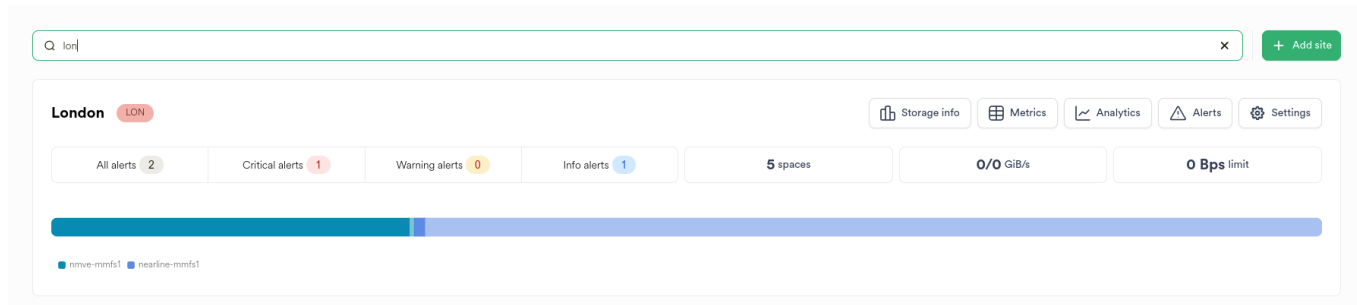 lon
+ Add site
London LON
Storage info Metrics Analytics Alerts Settings
All alerts 2 Critical alerts 1 Warning alerts 0 Info alerts 1 5 spaces 0/0 GiB/s 0 Bps limit
nmve-mmfs1 nearline-mmfs1